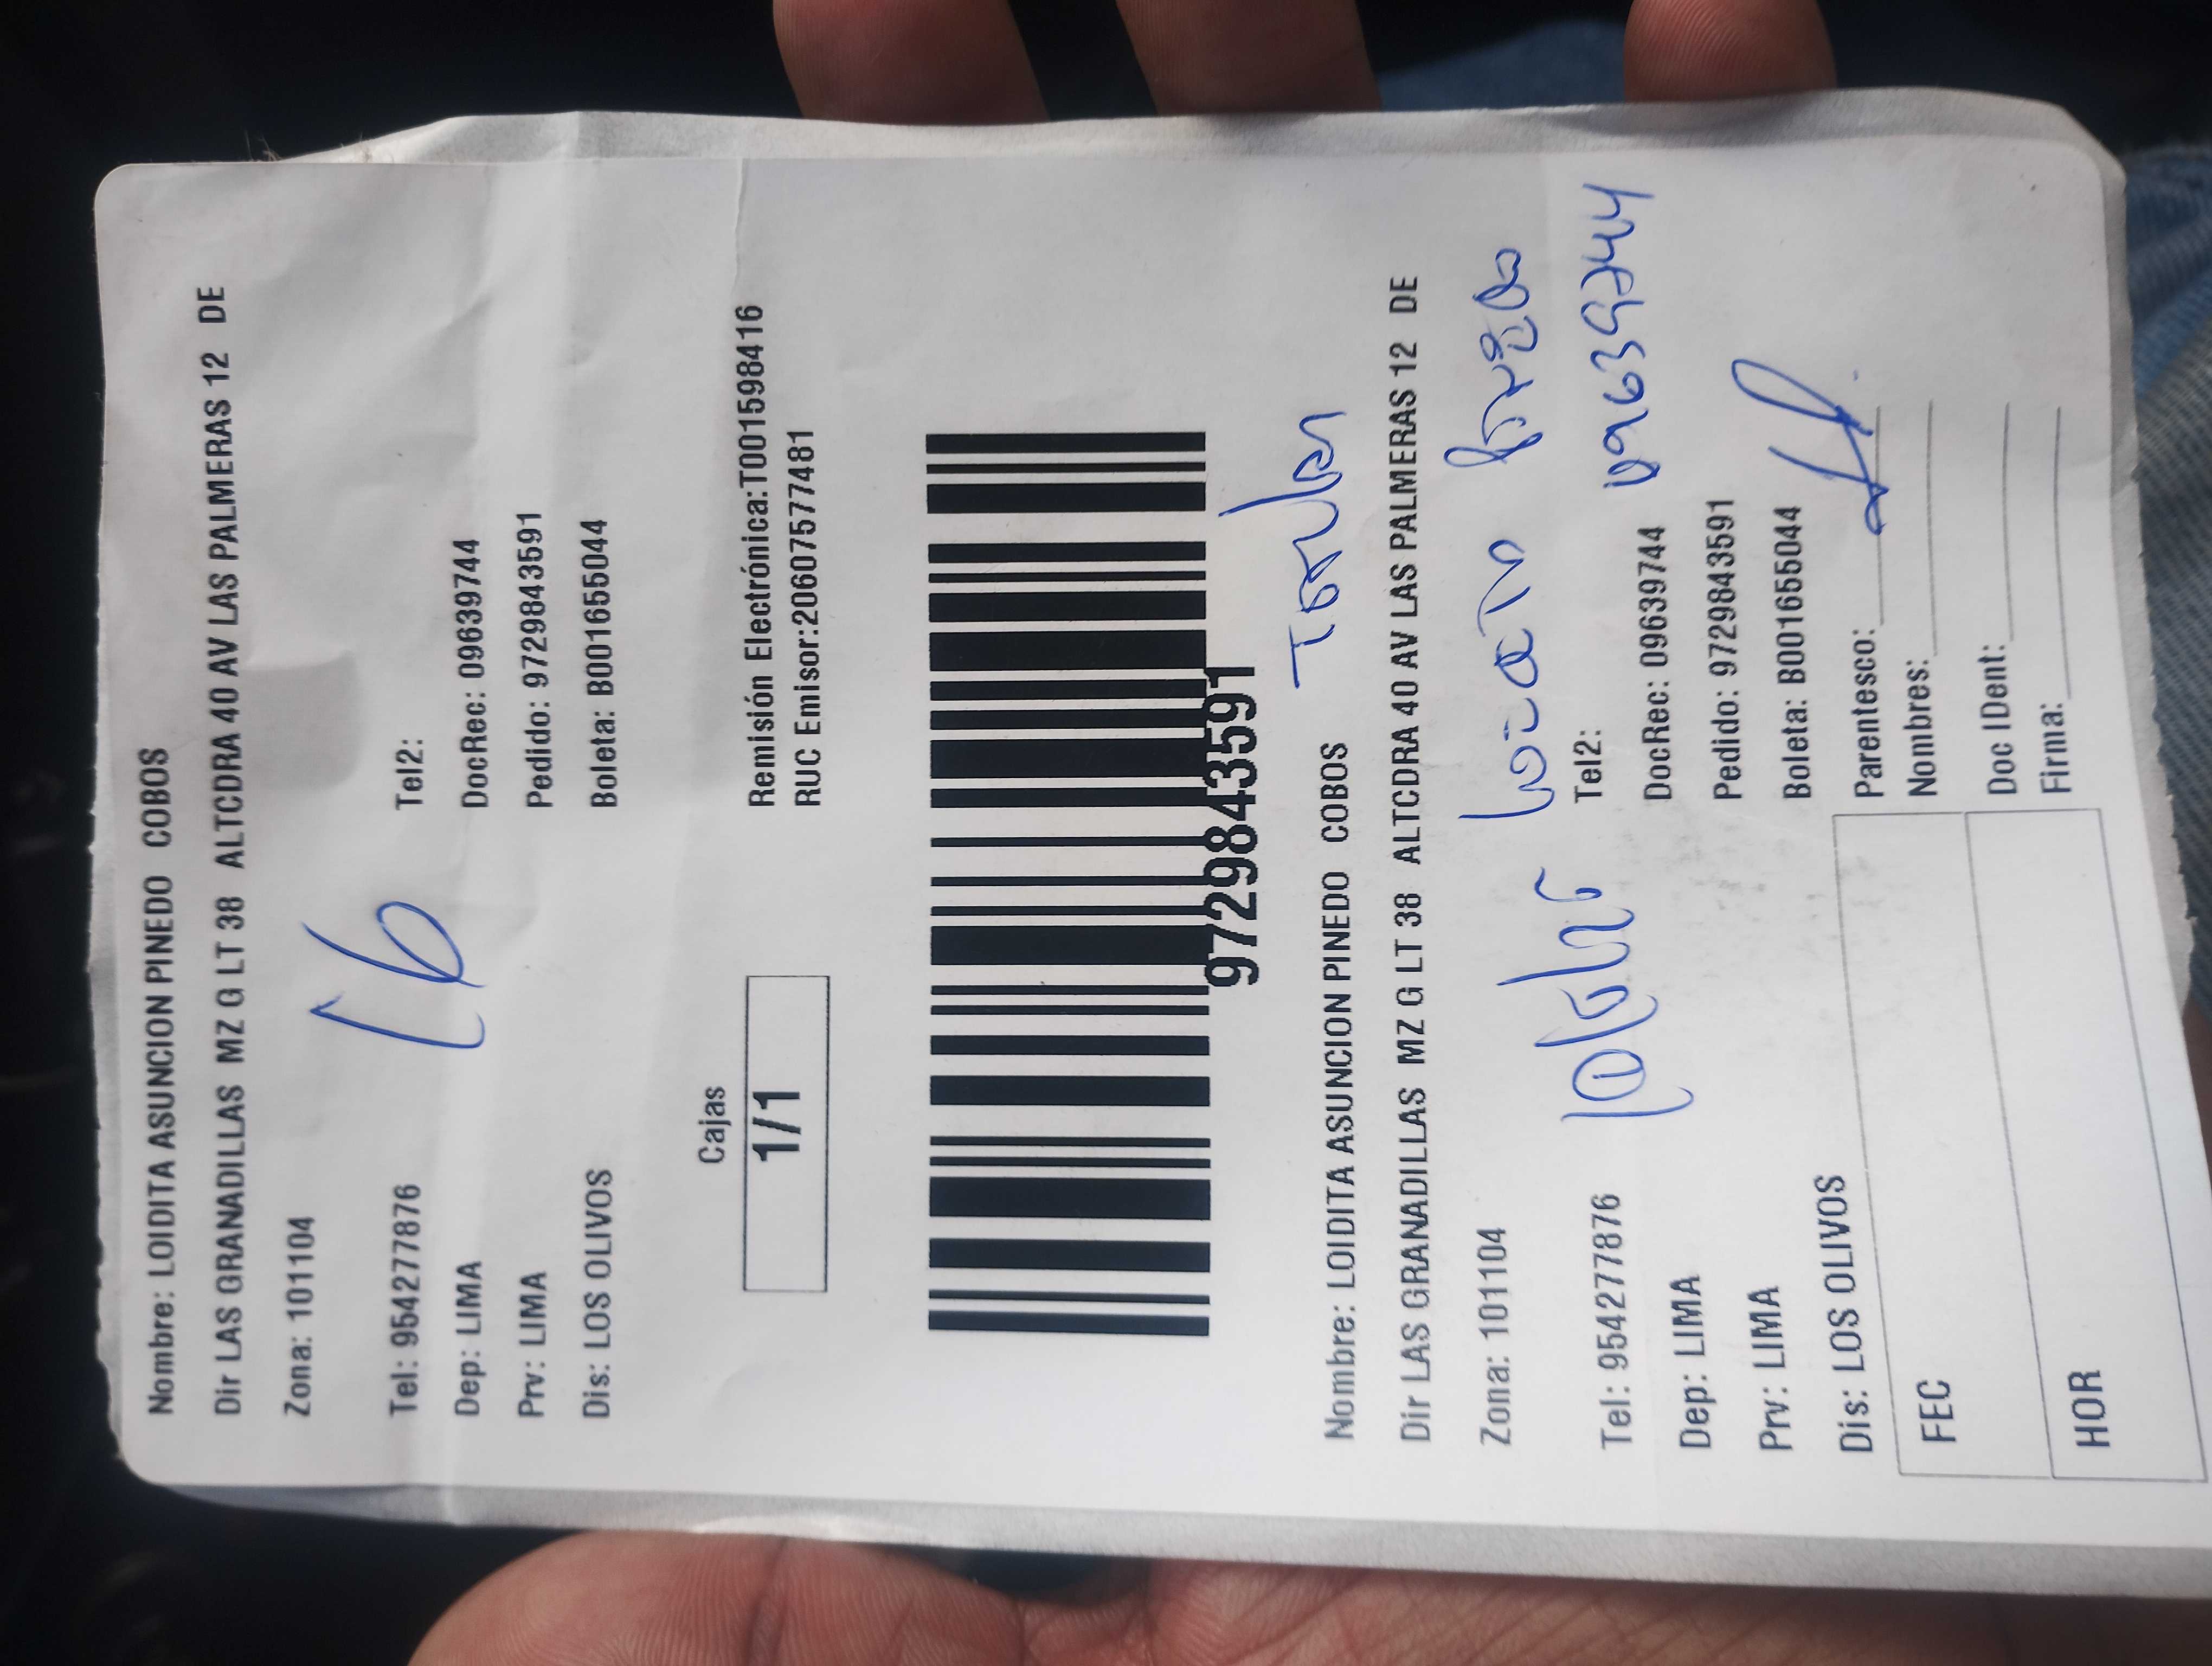 Nombre: LOIDITA ASUNCION PINEDO COBOS
Dir LAS GRANADILLAS MZ G LT 38 ALTCDRA 40 AV LAS PALMERAS 12 DE
Zona: 101104
Tel: 954277876 Tel2:
Dep: LIMA DocRec: 09639744
Prv: LIMA Pedido: 9729843591
Dis: LOS OLIVOS Boleta: B001655044
Cajas
1/1
Remisión Electrónica:T001598416
RUC Emisor:20607577481
9729843591
Nombre: LOIDITA ASUNCION PINEDO COBOS
Dir LAS GRANADILLAS MZ G LT 38 ALTCDRA 40 AV LAS PALMERAS 12 DE
Zona: 101104
Tel: 954277876 Tel2:
09639744
Dep: LIMA DocRec: 09639744
Prv: LIMA Pedido: 9729843591
Dis: LOS OLIVOS Boleta: B001655044
FEC
HOR
Parentesco:
Nombres:
Doc IDent:
Firma: